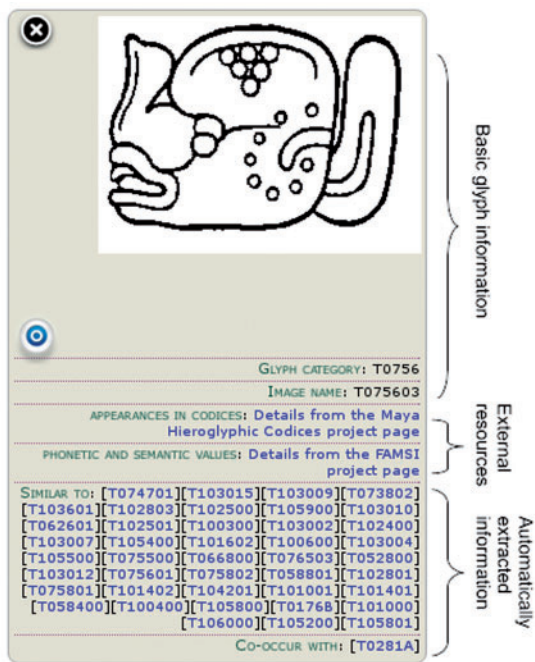 GLYPH CATEGORY: T0756
IMAGE NAME: T075603
APPEARANCES IN CODICES: Details from the Maya
Hieroglyphic Codices project page
PHONETIC AND SEMANTIC VALUES: Details from the FAMSI
project page
SIMILAR TO: [T074701][T103015][T103009][T073802]
[T103601][T102803][T102500][T105900][T103010]
[T062601][T102501][T100300][T103002][T102400]
[T103007][T105400][T101602][T100600][T103004]
[T105500][T075500][T066800][T076503][T052800]
[T103012][T075601][T075802][T058801][T102801]
[T075801][T101402][T104201][T101001][T101401]
[T058400][T100400][T105800][T0176B][T101000]
[T106000][T105200][T105801]
CO-OCCUR WITH: [T0281A]
Basic glyph information
External
resources
Automatically
extracted
information